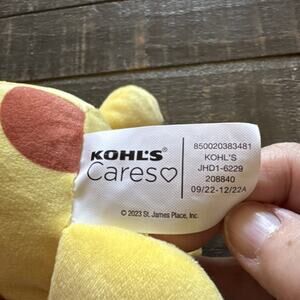 KOHL'S
Cares♡
850020383481
KOHL'S
JHD1-6229
208840
09/22-12/22A
© 2023 St. James Place, Inc.